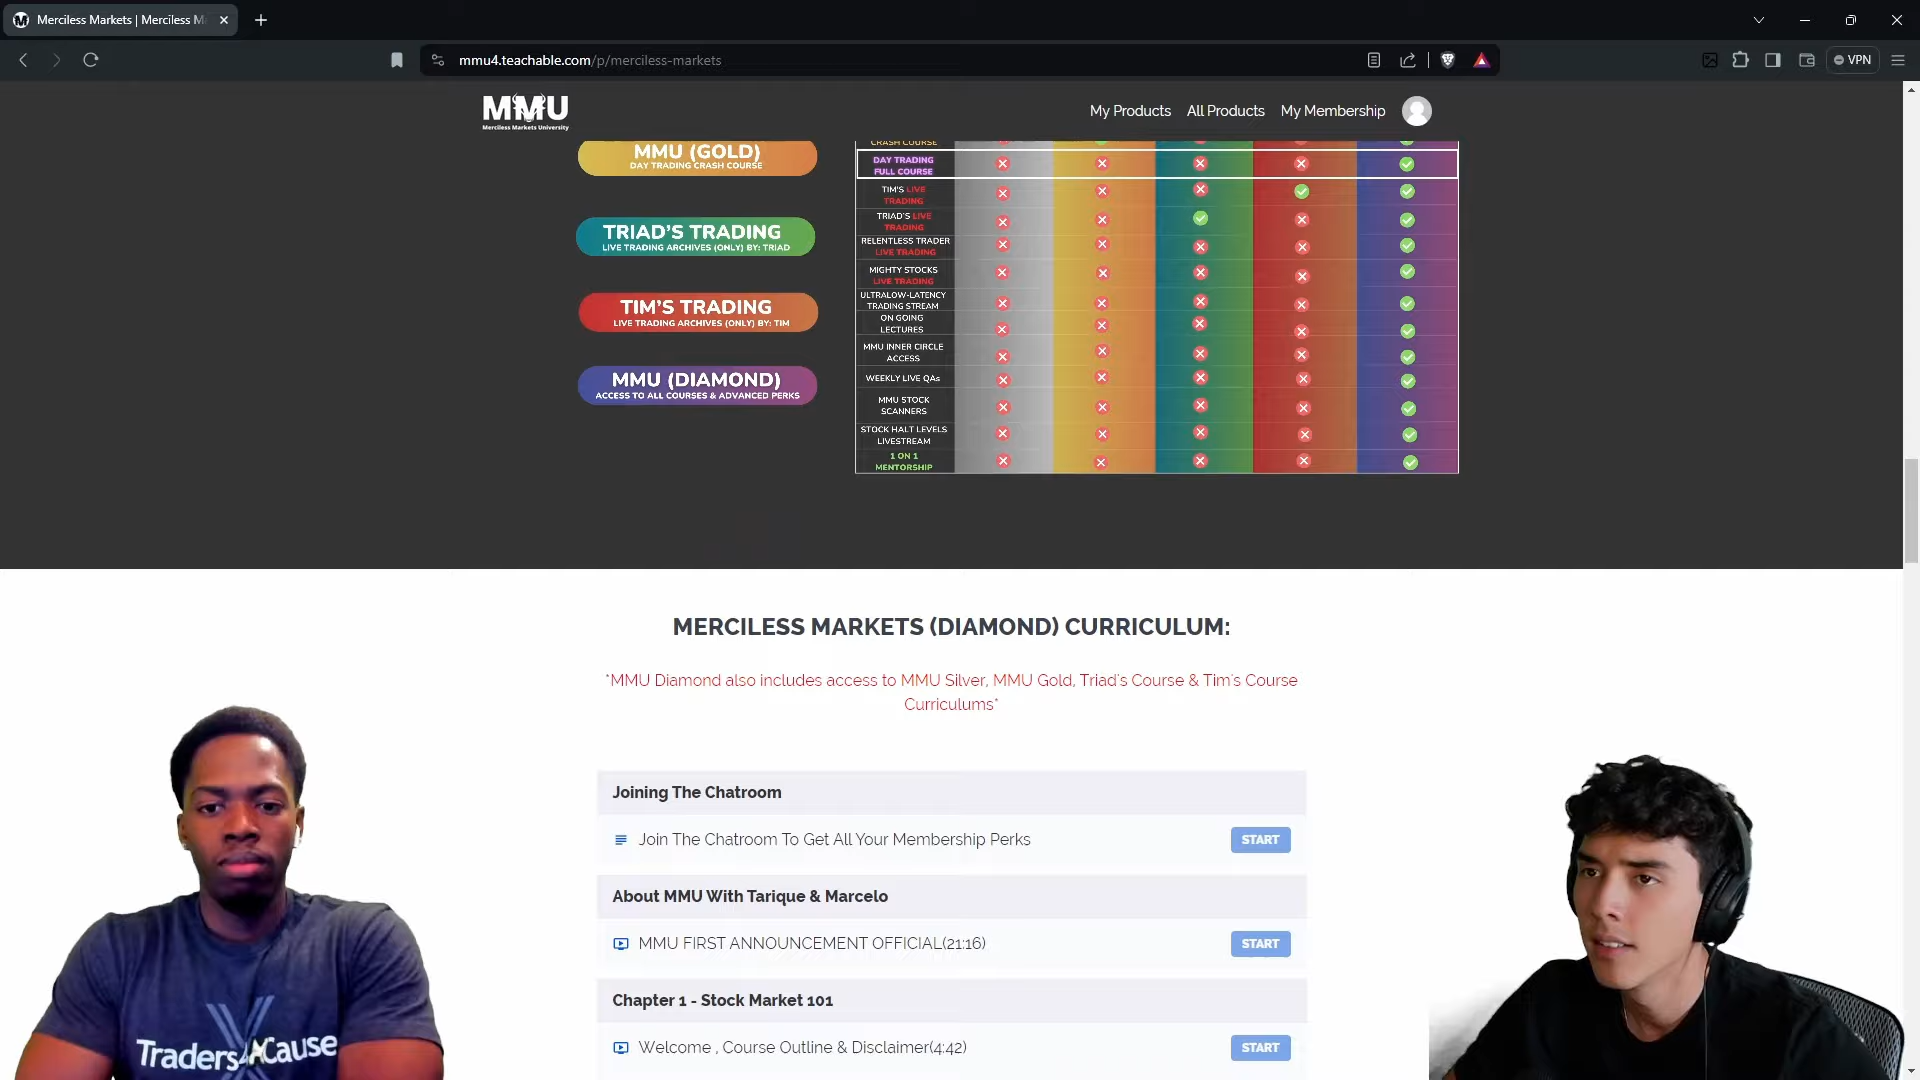 Merciless Markets | Merciless M
mmu4.teachable.com/p/merciless-markets
VPN
MMU
Merciless Markets University
My Products
All Products
My Membership
MMU (GOLD)
DAY TRADING CRASH COURSE
TRIAD'S TRADING
LIVE TRADING ARCHIVES (ONLY) BY: TRIAD
TIM'S TRADING
LIVE TRADING ARCHIVES (ONLY) BY: TIM
MMU (DIAMOND)
ACCESS TO ALL COURSES & ADVANCED PERKS
CRASH COURSE
DAY TRADING
FULL COURSE
TIM'S LIVE
TRADING
TRIAD'S LIVE
TRADING
RELENTLESS TRADER
LIVE TRADING
MIGHTY STOCKS
LIVE TRADING
ULTRALOW-LATENCY
TRADING STREAM
ON GOING
LECTURES
MMU INNER CIRCLE
ACCESS
WEEKLY LIVE QAs
MMU STOCK
SCANNERS
STOCK HALT LEVELS
LIVESTREAM
1 ON 1
MENTORSHIP
MERCILESS MARKETS (DIAMOND) CURRICULUM:
*MMU Diamond also includes access to MMU Silver, MMU Gold, Triad's Course & Tim's Course
Curriculums*
Joining The Chatroom
Join The Chatroom To Get All Your Membership Perks
START
About MMU With Tarique & Marcelo
MMU FIRST ANNOUNCEMENT OFFICIAL(21:16)
START
Chapter 1 - Stock Market 101
Welcome , Course Outline & Disclaimer(4:42)
START
Traders4ACause